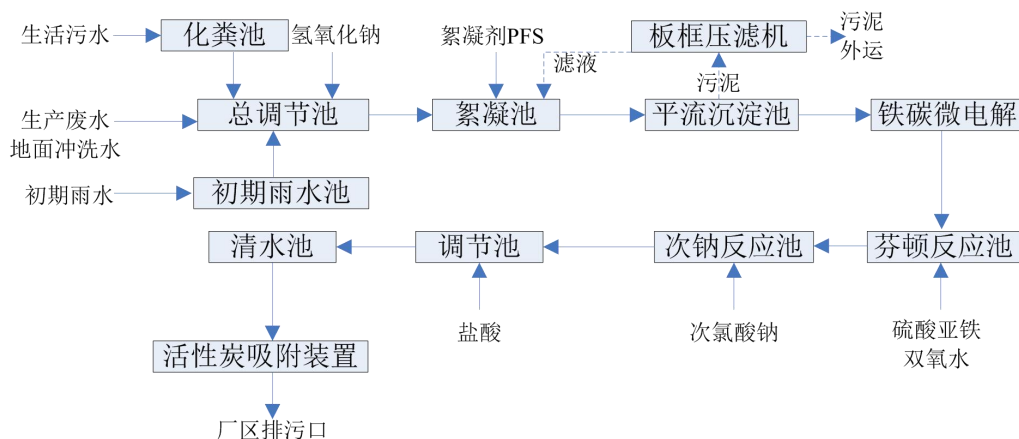 生活污水
化粪池
氢氧化钠
絮凝剂PFS
板框压滤机
污泥
外运
滤液
污泥
生产废水
地面冲洗水
总调节池
絮凝池
平流沉淀池
铁碳微电解
初期雨水
初期雨水池
清水池
调节池
次钠反应池
芬顿反应池
盐酸
次氯酸钠
硫酸亚铁
双氧水
活性炭吸附装置
厂区排污口